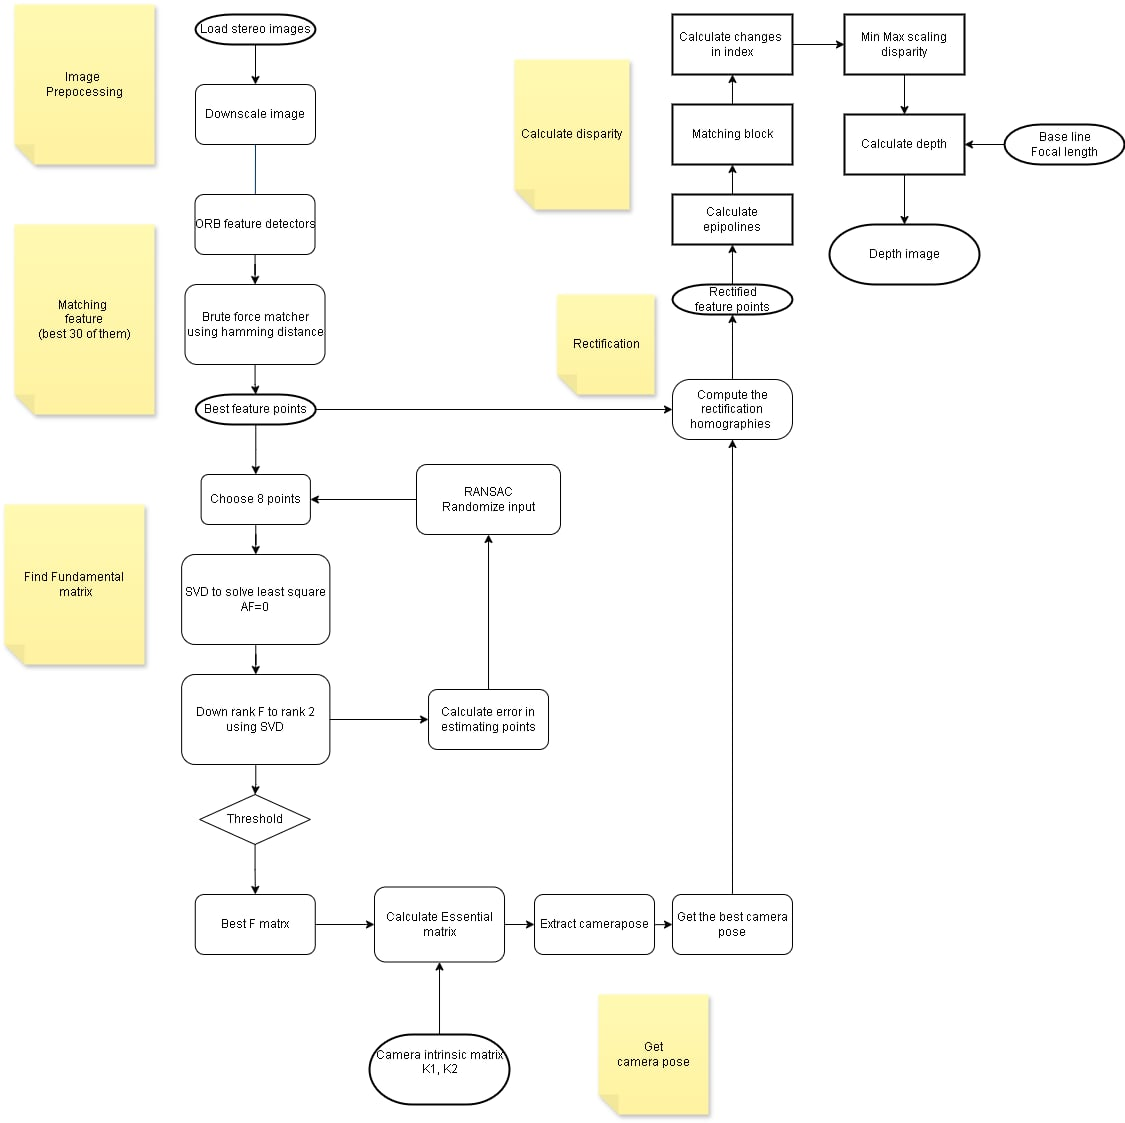 Load stereo images
Image
Prepocessing
Downscale image
ORB feature detectors
Matching
feature
(best 30 of them)
Brute force matcher
using hamming distance
Best feature points
Choose 8 points
RANSAC
Randomize input
Find Fundamental
matrix
SVD to solve least square
AF=0
Down rank F to rank 2
using SVD
Calculate error in
estimating points
Threshold
Best F matrx
Calculate Essential
matrix
Extract camerapose
Get the best camera
pose
Camera intrinsic matrix
K1, K2
Get
camera pose
Compute the
rectification
homographies
Rectification
Rectified
feature points
Calculate
epipolines
Calculate disparity
Matching block
Calculate changes
in index
Min Max scaling
disparity
Calculate depth
Base line
Focal length
Depth image